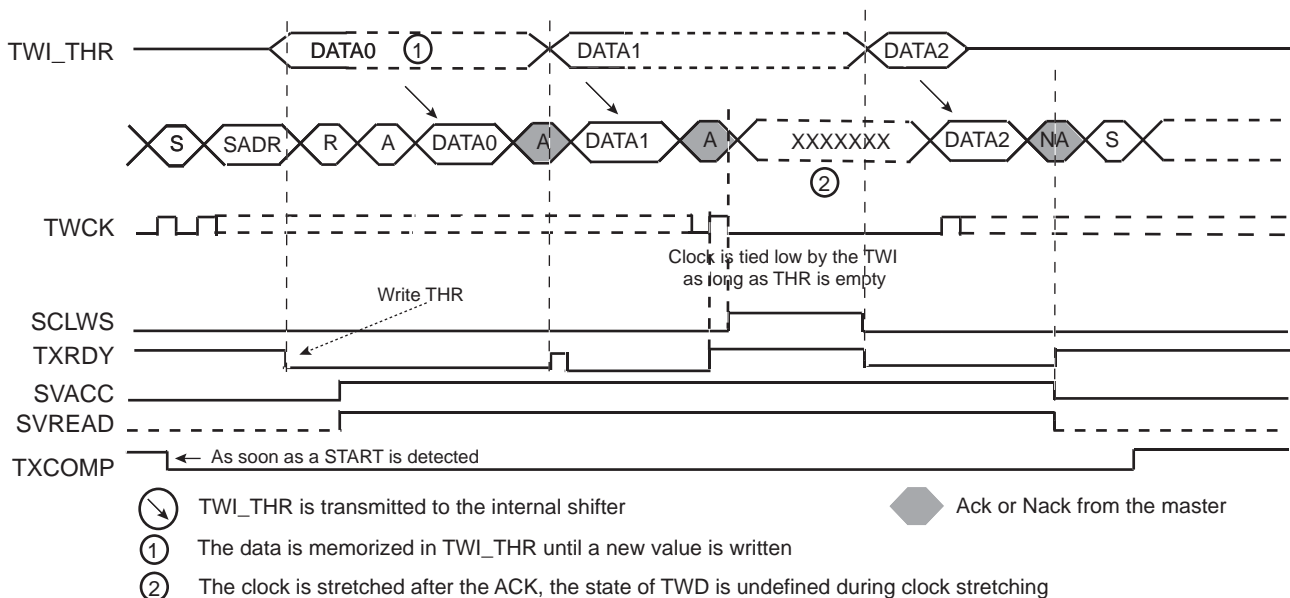 TWI_THR DATA0 1 DATA1 DATA2
S SADR R A DATA0 A DATA1 A XXXXXXX DATA2 NA S
2
TWCK
Clock is tied low by the TWI
as long as THR is empty
Write THR
SCLWS
TXRDY
SVACC
SVREAD
TXCOMP As soon as a START is detected
TWI_THR is transmitted to the internal shifter
Ack or Nack from the master
1 The data is memorized in TWI_THR until a new value is written
2 The clock is stretched after the ACK, the state of TWD is undefined during clock stretching